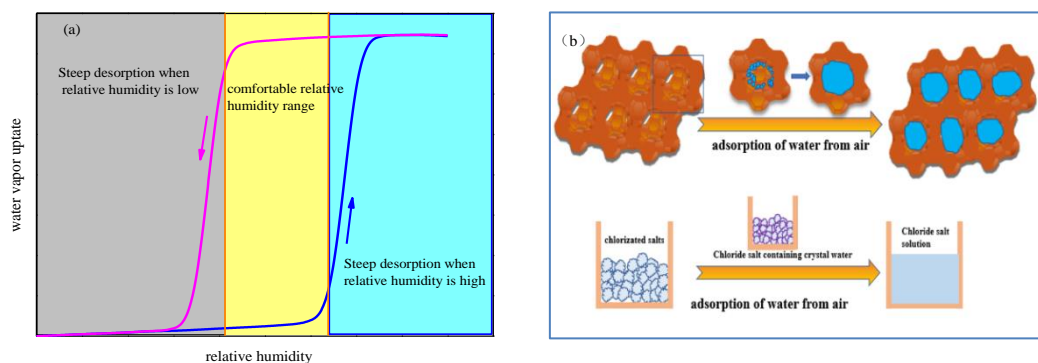 (a)
Steep desorption when
relative humidity is low
comfortable relative
humidity range
Steep desorption when
relative humidity is high
water vapor uptate
relative humidity
(b)
adsorption of water from air
chlorizated salts
Chloride salt containing crystal water
Chloride salt
solution
adsorption of water from air